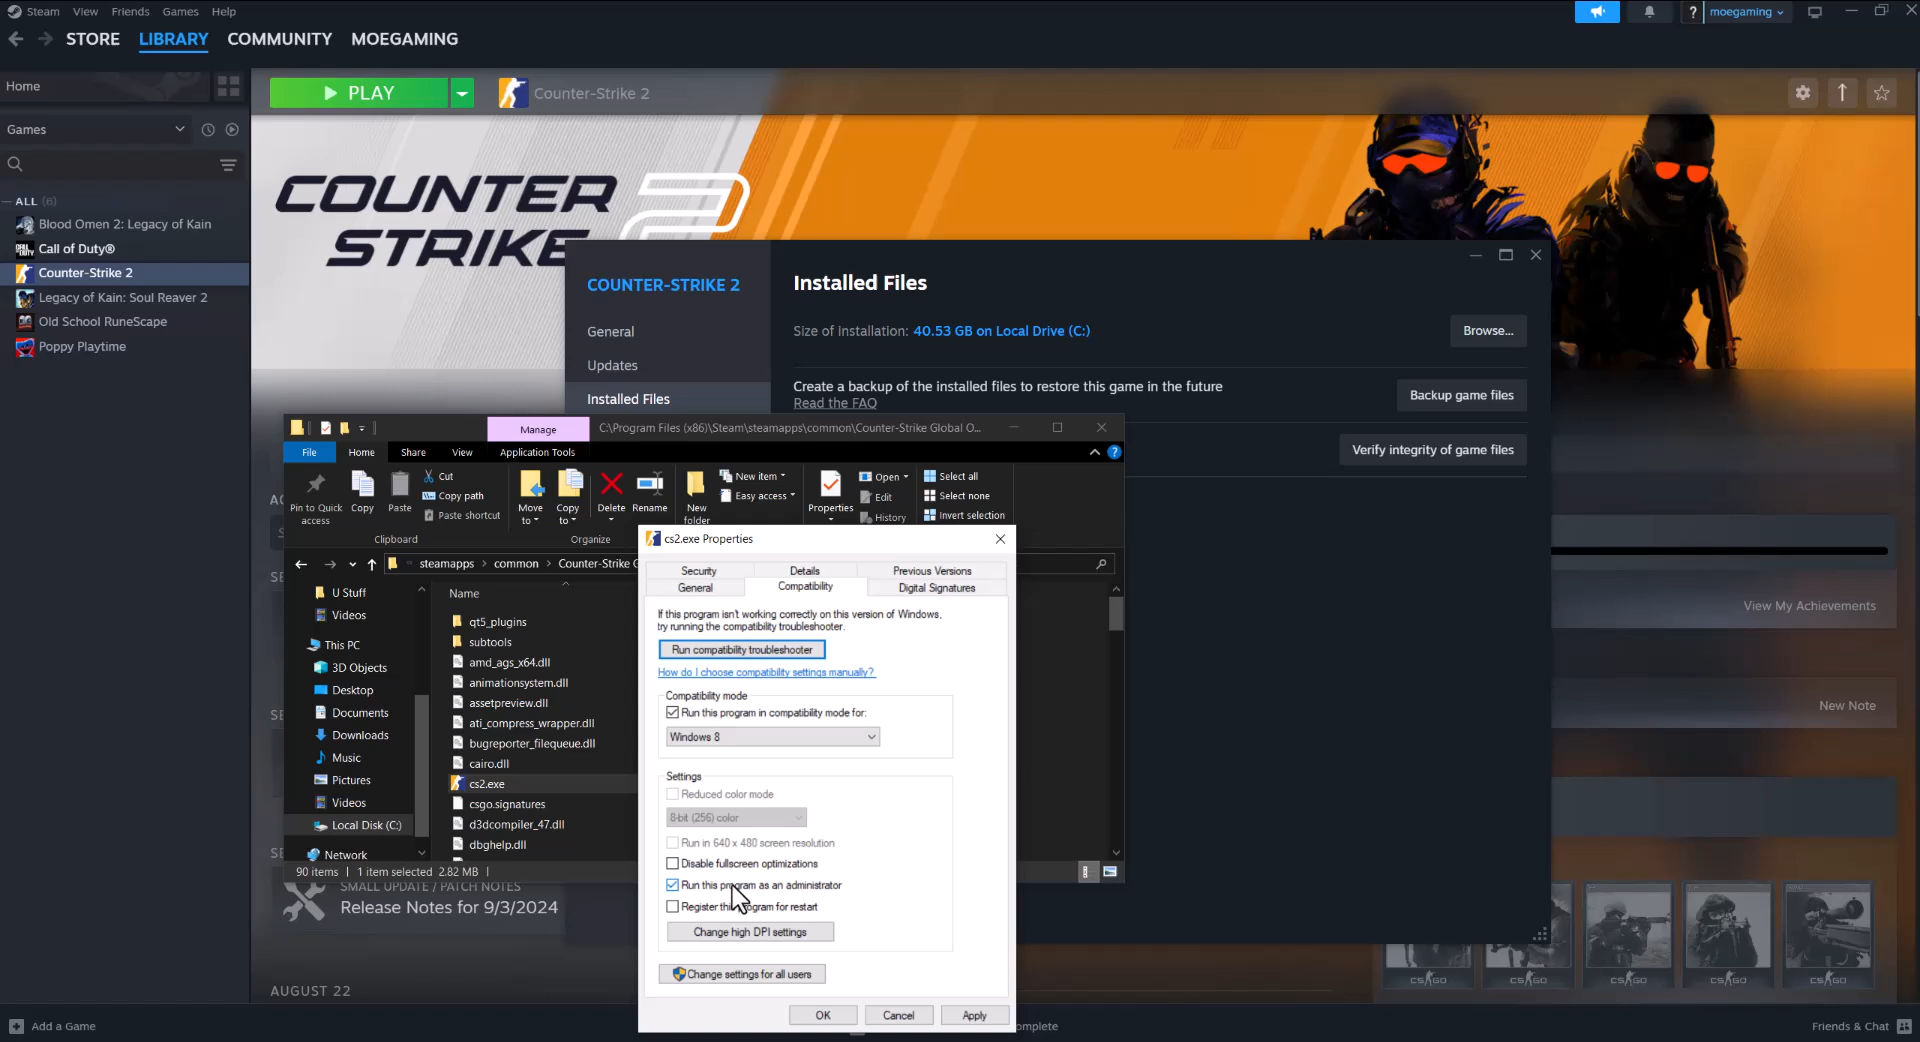 Steam View Friends Games Help
? moegaming
STORE LIBRARY COMMUNITY MOEGAMING
Home
PLAY
Counter-Strike 2
Games
ALL (6)
Blood Omen 2: Legacy of Kain
Call of Duty®
Counter-Strike 2
Legacy of Kain: Soul Reaver 2
Old School RuneScape
Poppy Playtime
COUNTER
STRIKE 2
COUNTER-STRIKE 2
General
Updates
Installed Files
Installed Files
Size of Installation: 40.53 GB on Local Drive (C:)
Browse...
Create a backup of the installed files to restore this game in the future
Read the FAQ
Backup game files
Verify integrity of game files
Manage
C:\Program Files (x86)\Steam\steamapps\common\Counter-Strike Global O...
File Home Share View Application Tools
?
Pin to Quick
access
Copy
Paste
Cut
Copy path
Paste shortcut
Clipboard
Move
to
Copy
to
Delete
Rename
Organize
New
folder
New item
Easy access
Properties
Open
Edit
History
Select all
Select none
Invert selection
steamapps > common > Counter-Strike G
U Stuff
Videos
This PC
3D Objects
Desktop
Documents
Downloads
Music
Pictures
Videos
Local Disk (C:)
Network
Name
qt5_plugins
subtools
amd_ags_x64.dll
animationsystem.dll
assetpreview.dll
ati_compress_wrapper.dll
bugreporter_filequeue.dll
cairo.dll
cs2.exe
csgo.signatures
d3dcompiler_47.dll
dbghelp.dll
90 items 1 item selected 2.82 MB
cs2.exe Properties
Security Details Previous Versions
General Compatibility Digital Signatures
If this program isn't working correctly on this version of Windows,
try running the compatibility troubleshooter.
Run compatibility troubleshooter
How do I choose compatibility settings manually?
Compatibility mode
Run this program in compatibility mode for:
Windows 8
Settings
Reduced color mode
8-bit (256) color
Run in 640 x 480 screen resolution
Disable fullscreen optimizations
Run this program as an administrator
Register this program for restart
Change high DPI settings
Change settings for all users
OK Cancel Apply
View My Achievements
New Note
SMALL UPDATE / PATCH NOTES
Release Notes for 9/3/2024
AUGUST 22
CS GO
CS GO
CS GO
CS GO
CS GO
Add a Game
omplete
Friends & Chat